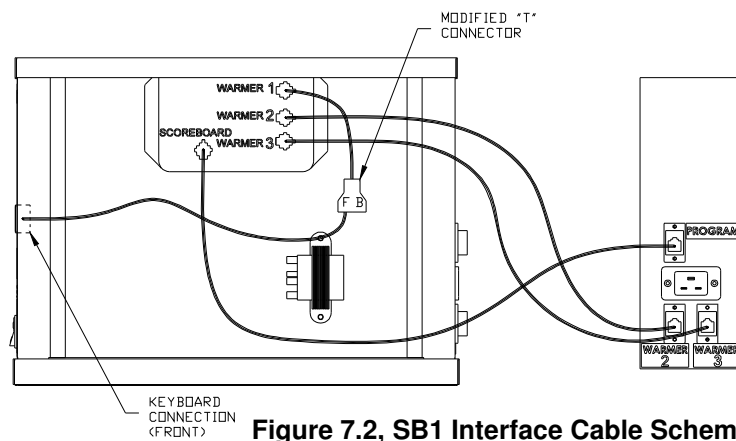 MODIFIED "T"
CONNECTOR
WARMER 1
WARMER 2
SCOREBOARD
WARMER 3
F B
PROGRAM
WARMER
2
WARMER
3
KEYBOARD
CONNECTION
(FRONT)
Figure 7.2, SB1 Interface Cable Schem